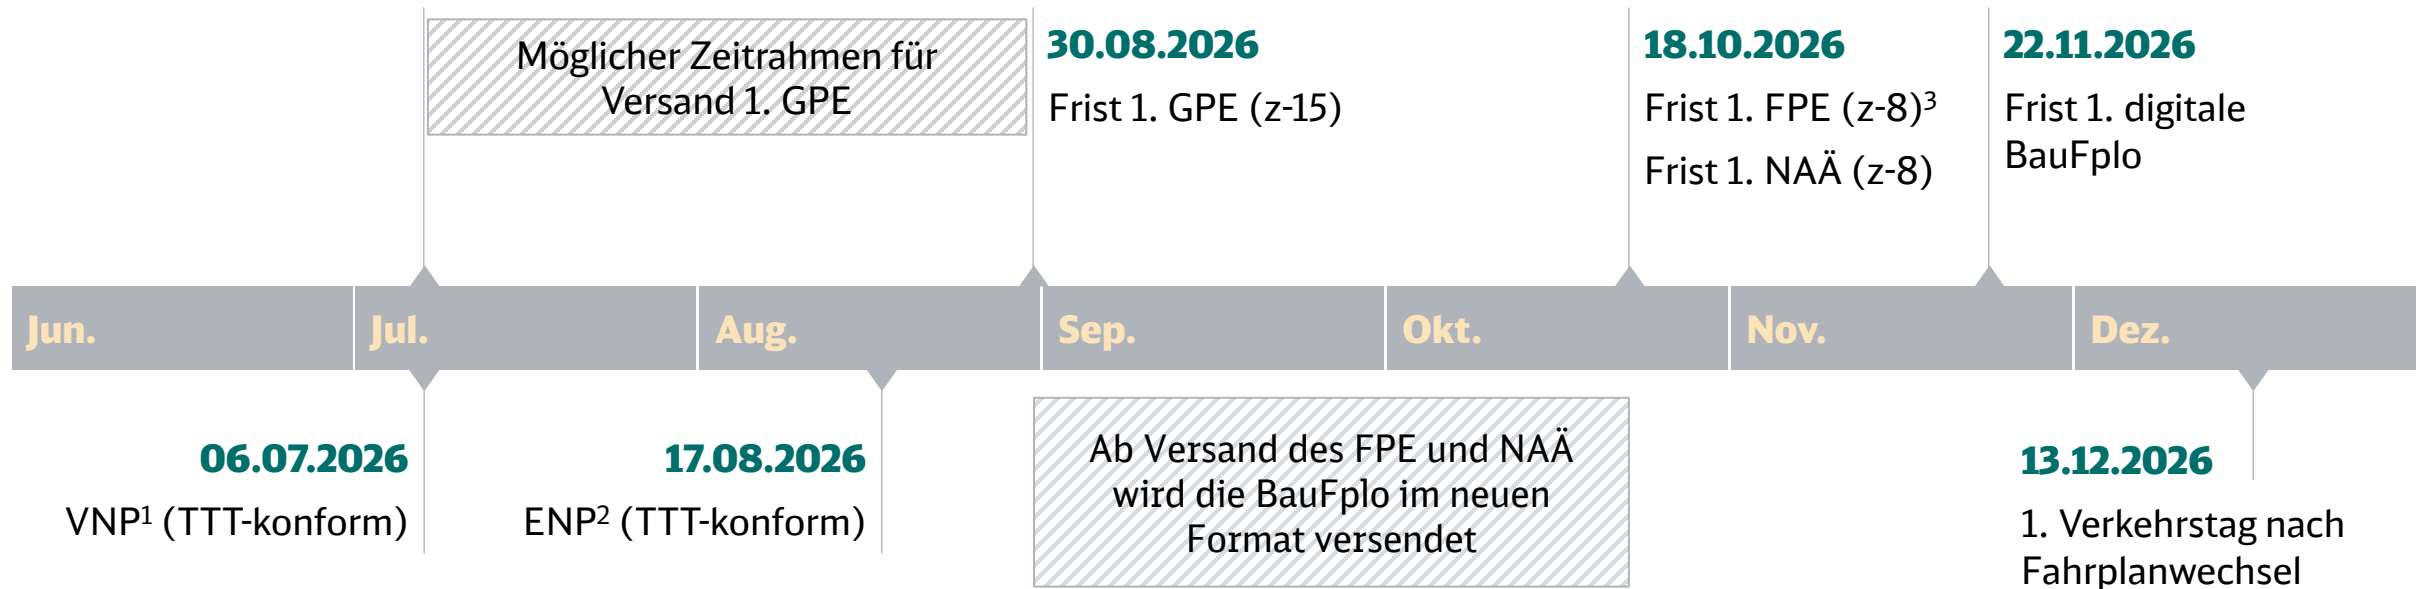 Möglicher Zeitrahmen für
Versand 1. GPE
30.08.2026
Frist 1. GPE (z-15)
18.10.2026
Frist 1. FPE (z-8)³
Frist 1. NAÄ (z-8)
22.11.2026
Frist 1. digitale
BauFplo
Jun. Jul. Aug. Sep. Okt. Nov. Dez.
06.07.2026
VNP¹ (TTT-konform)
17.08.2026
ENP² (TTT-konform)
Ab Versand des FPE und NAÄ
wird die BauFplo im neuen
Format versendet
13.12.2026
1. Verkehrstag nach
Fahrplanwechsel